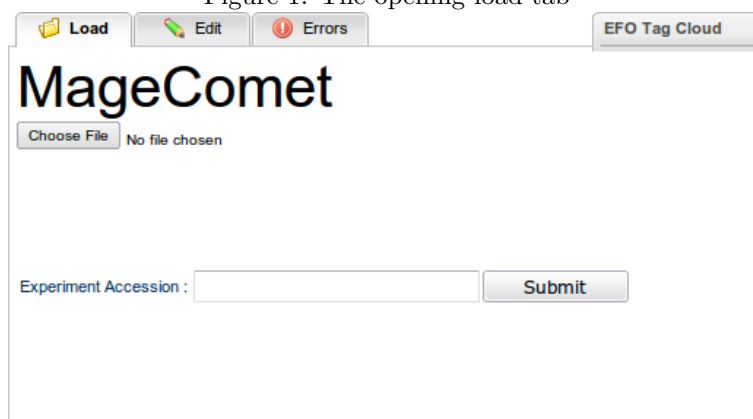 Figure 1: The opening load tab
Load Edit Errors EFO Tag Cloud
MageComet
Choose File No file chosen
Experiment Accession : Submit